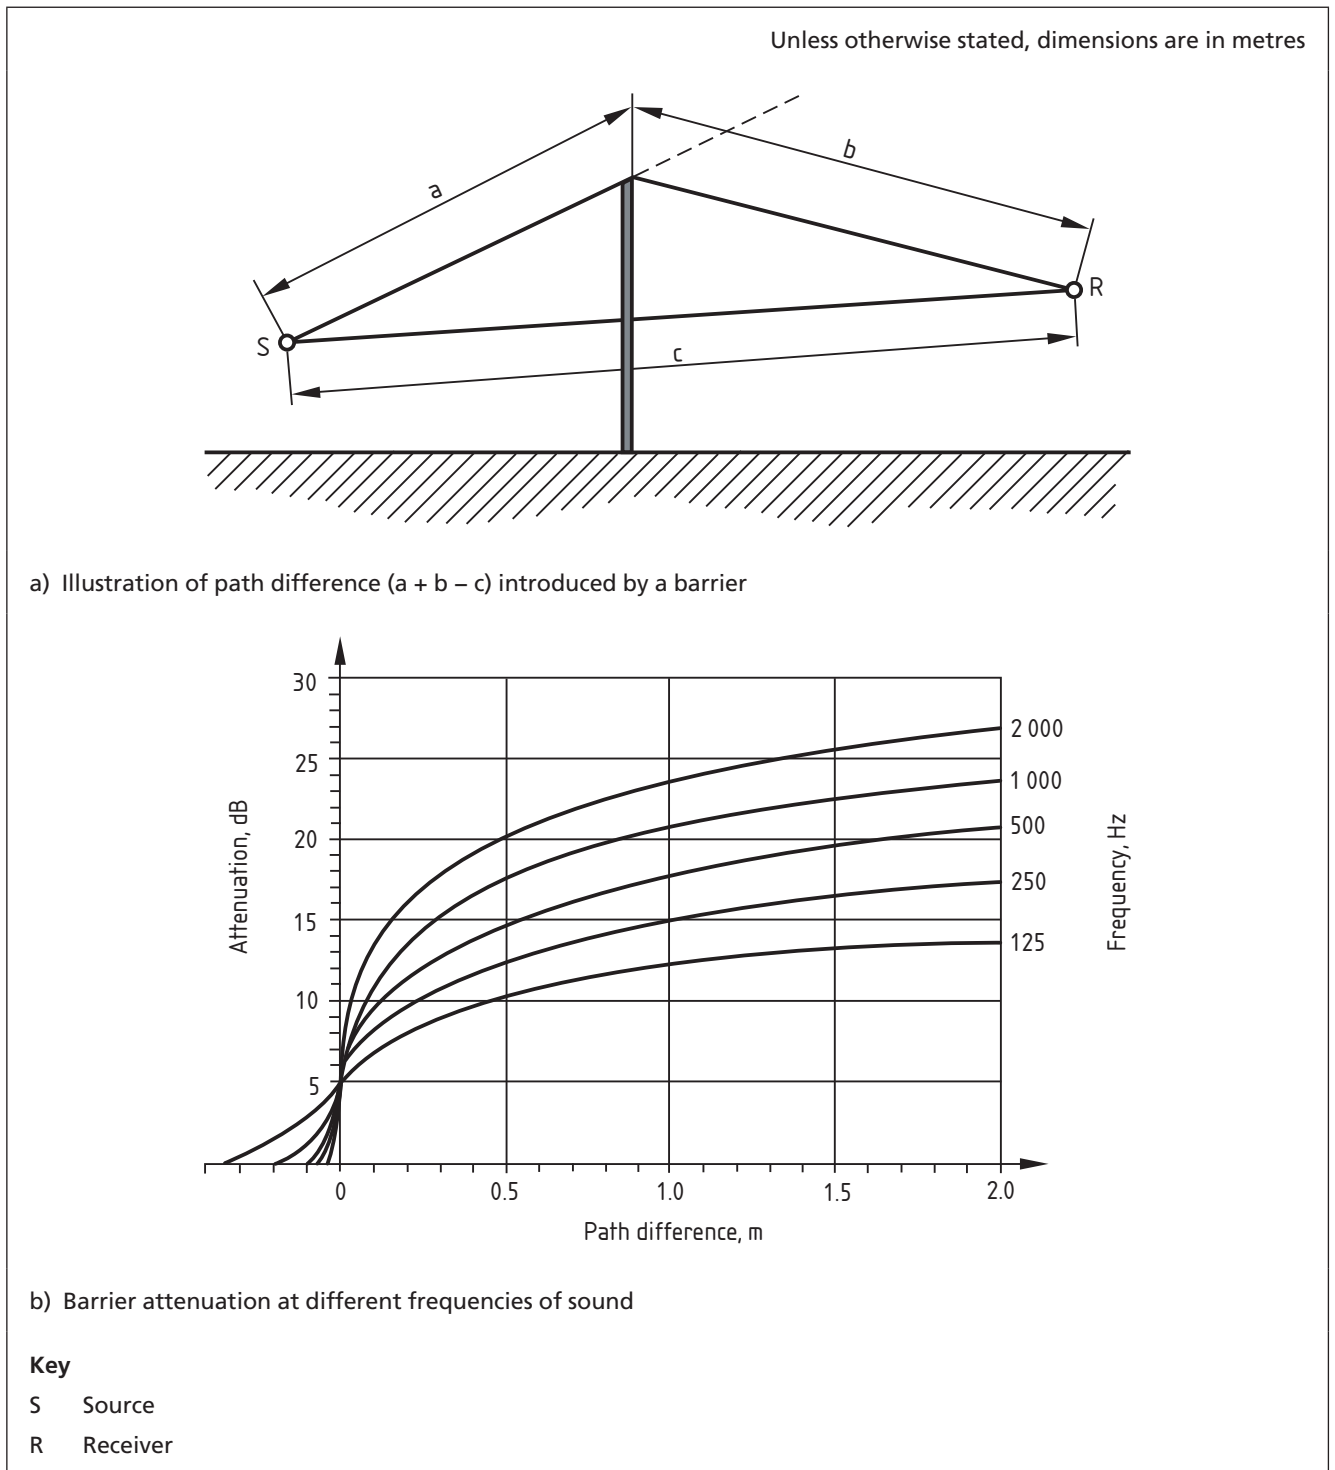 Unless otherwise stated, dimensions are in metres
a
b
S
R
c
a) Illustration of path difference (a + b – c) introduced by a barrier
30
25
20
15
10
5
Attenuation, dB
2 000
1 000
500
250
125
Frequency, Hz
0 0.5 1.0 1.5 2.0
Path difference, m
b) Barrier attenuation at different frequencies of sound
Key
S Source
R Receiver